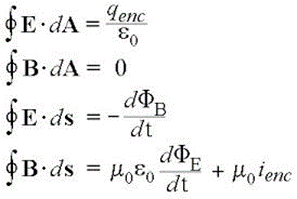 ∮E·dA = q_enc/ε₀
∮B·dA = 0
∮E·ds = -dΦ_B/dt
∮B·ds = μ₀ε₀ dΦ_E/dt + μ₀i_enc